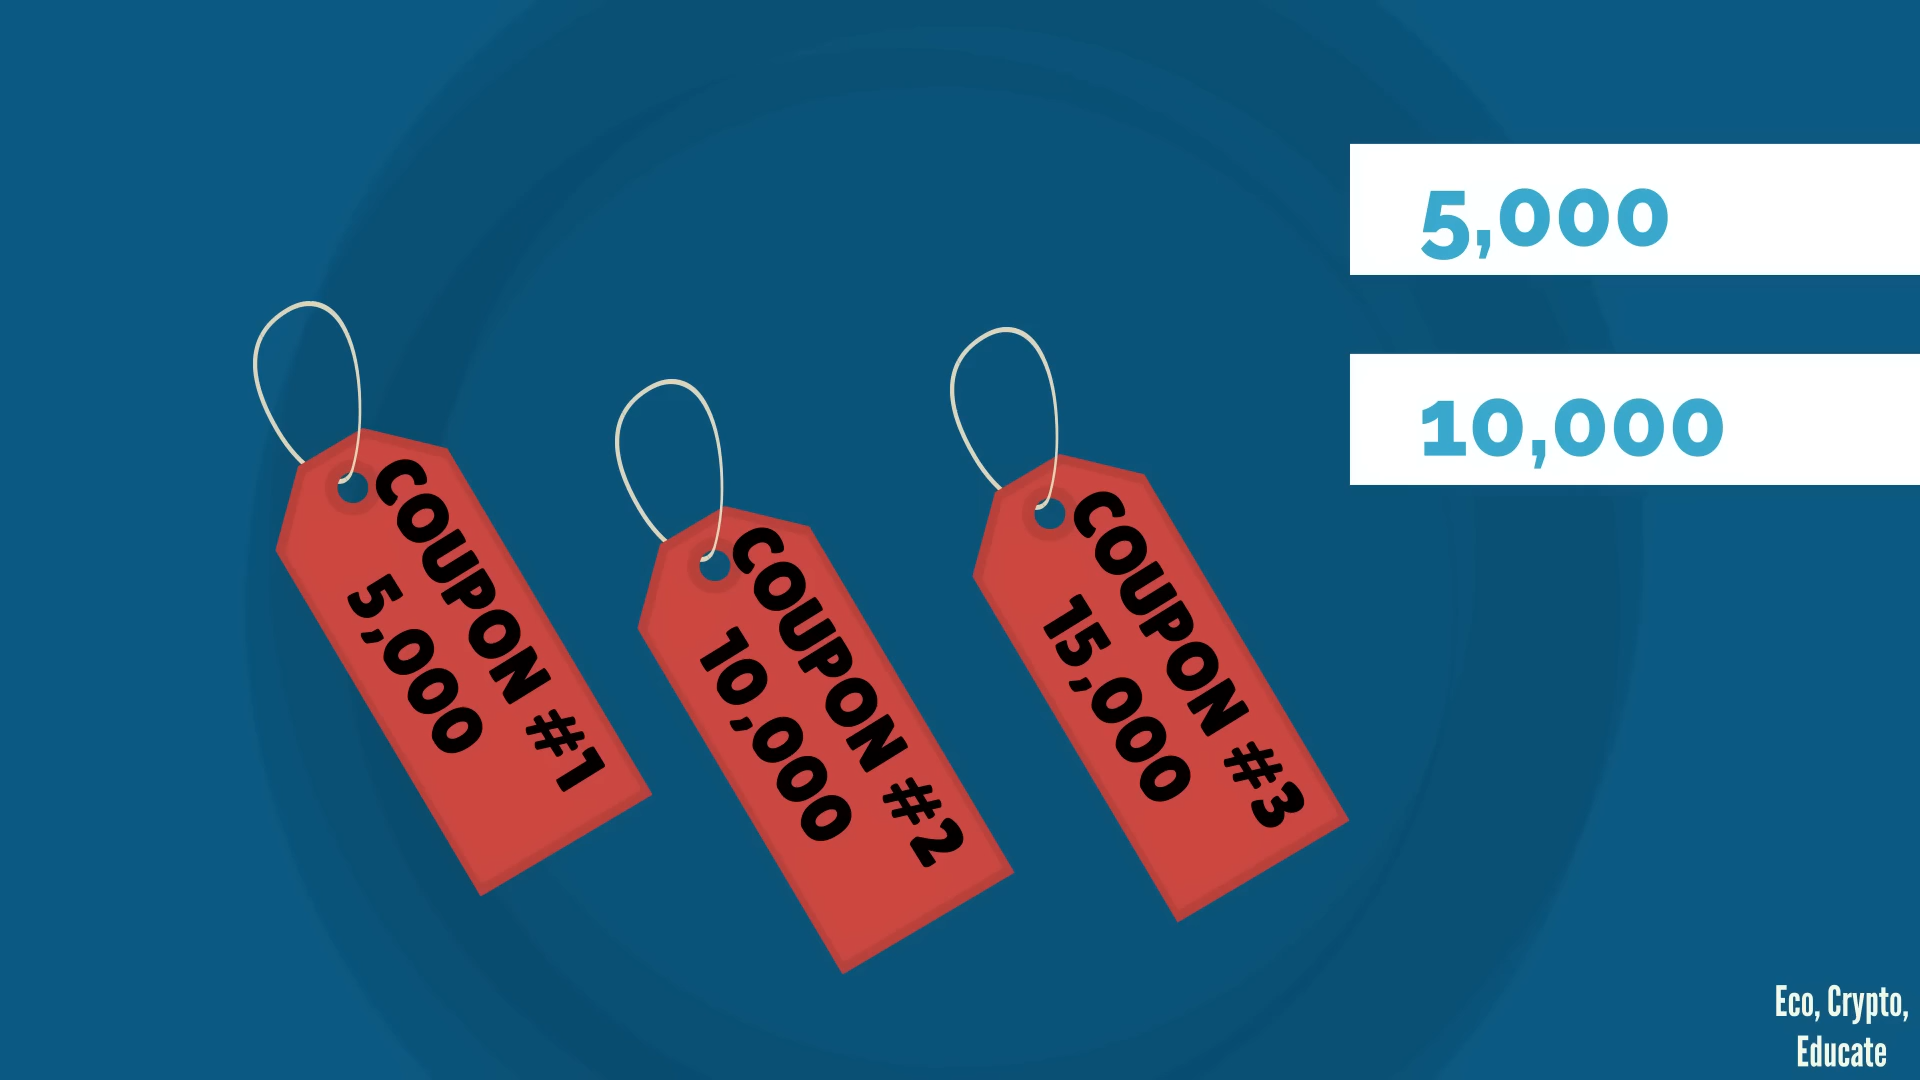 COUPON #1
5,000
COUPON #2
10,000
COUPON #3
15,000
5,000
10,000
Eco, Crypto,
Educate